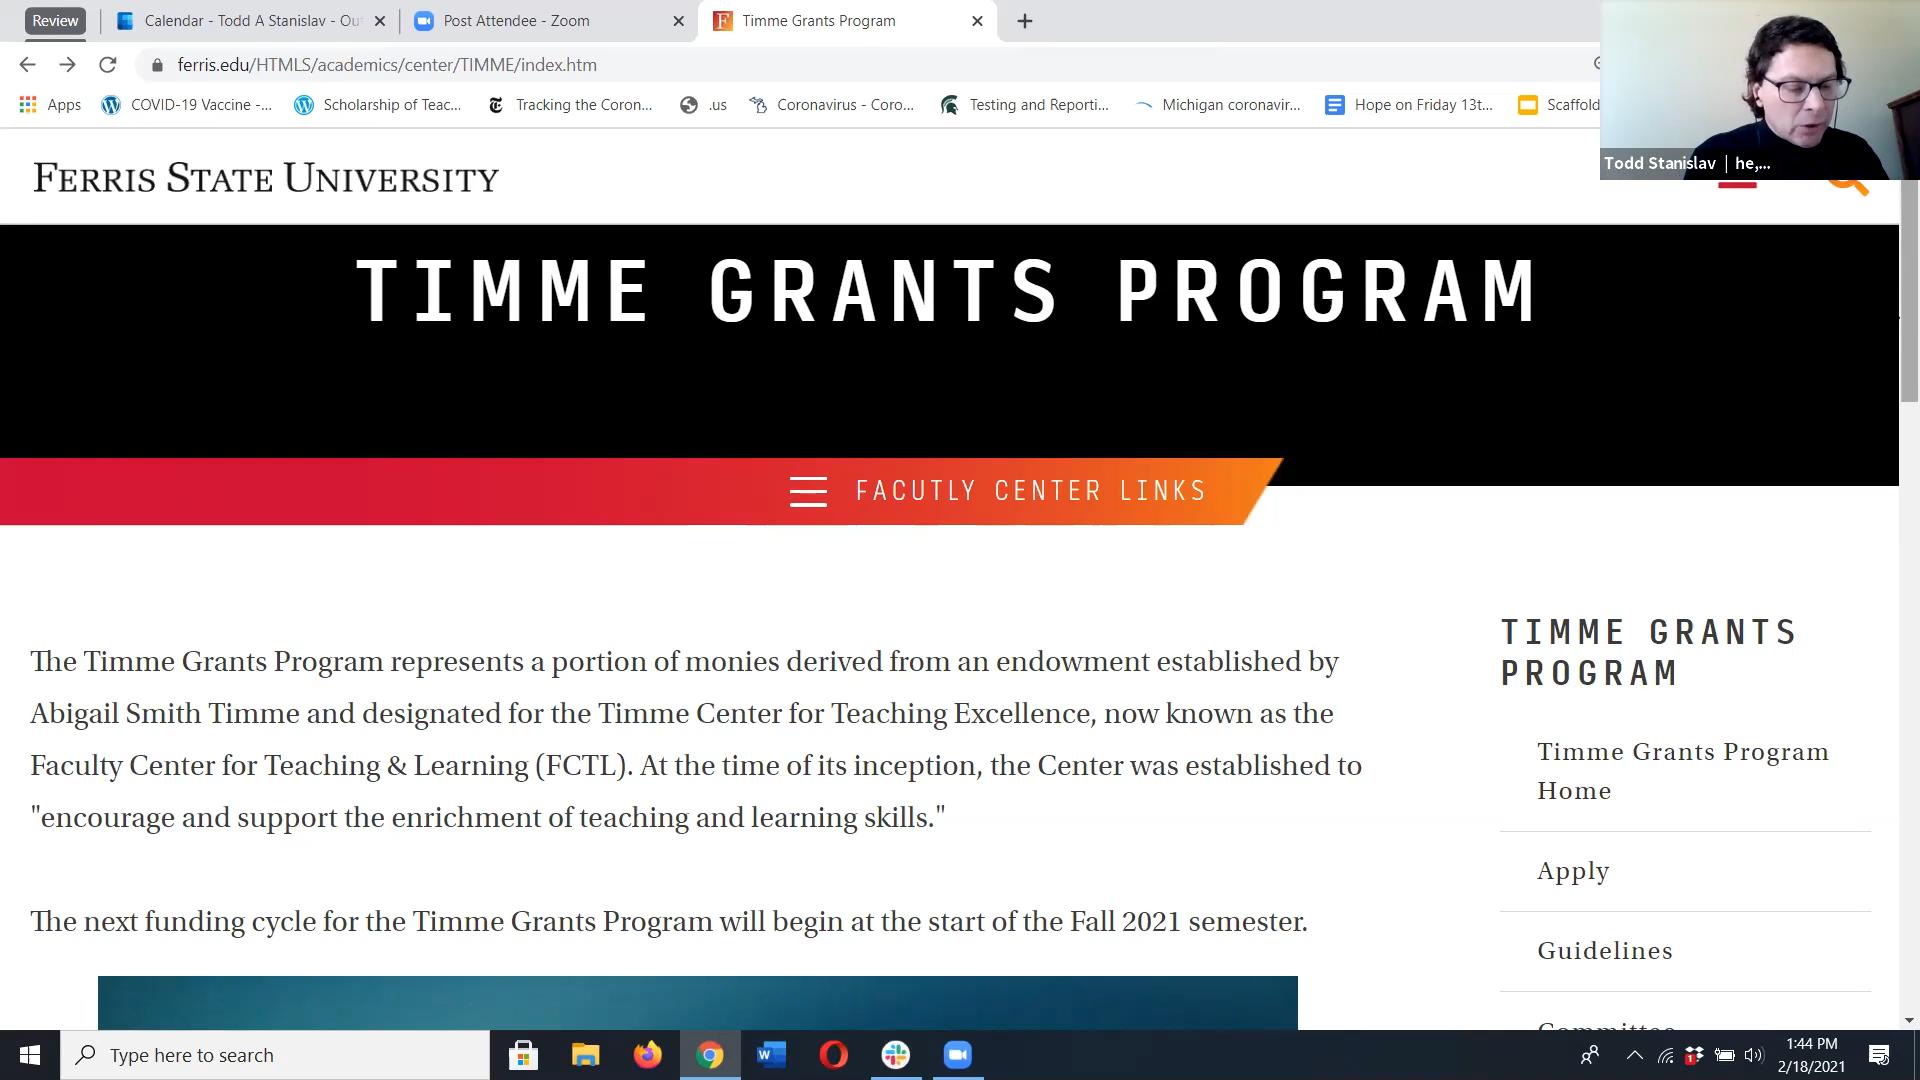 Review
Calendar - Todd A Stanislav - Ou
Post Attendee - Zoom
Timme Grants Program
ferris.edu/HTMLS/academics/center/TIMME/index.htm
Apps
COVID-19 Vaccine -...
Scholarship of Teac...
Tracking the Coron...
.us
Coronavirus - Coro...
Testing and Reporti...
Michigan coronavir...
Hope on Friday 13t...
Scaffold
Todd Stanislav | he,...
FERRIS STATE UNIVERSITY
TIMME GRANTS PROGRAM
FACUTLY CENTER LINKS
The Timme Grants Program represents a portion of monies derived from an endowment established by
Abigail Smith Timme and designated for the Timme Center for Teaching Excellence, now known as the
Faculty Center for Teaching & Learning (FCTL). At the time of its inception, the Center was established to
"encourage and support the enrichment of teaching and learning skills."
The next funding cycle for the Timme Grants Program will begin at the start of the Fall 2021 semester.
TIMME GRANTS
PROGRAM
Timme Grants Program
Home
Apply
Guidelines
Committee
Type here to search
1:44 PM
2/18/2021